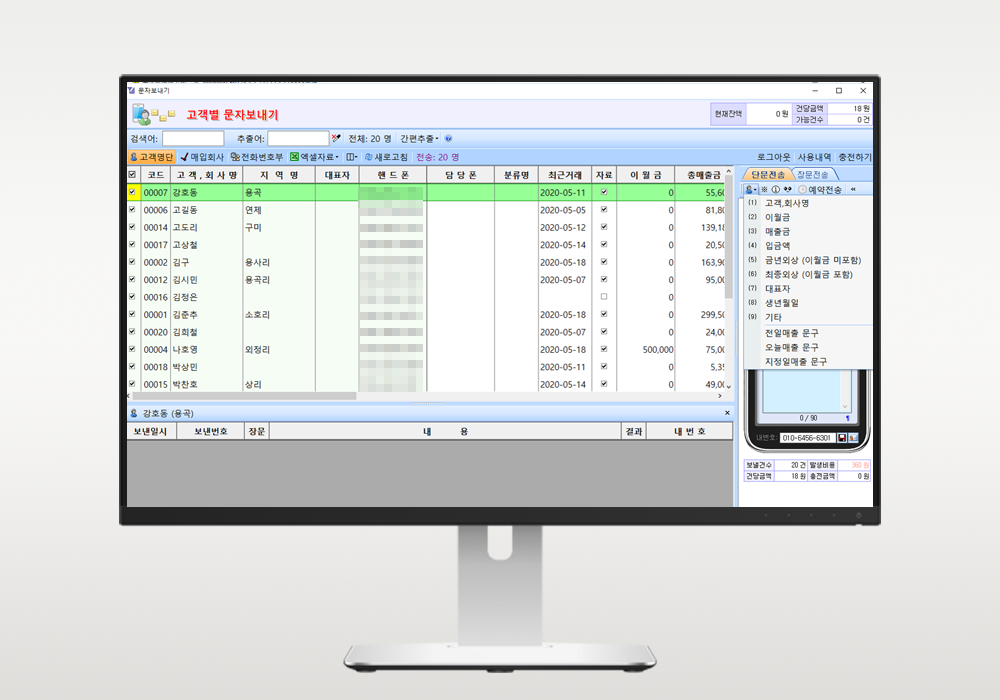 문자보내기
고객별 문자보내기
현재잔액 0 원 건당금액 18 원
가능건수 0 건
검색어: 추출어: 전체: 20 명 간편추출
고객명단 매입회사 전화번호부 엑셀자료 새로고침 전송: 20 명 로그아웃 사용내역 충전하기
코드 고객,회사명 지역명 대표자 핸드폰 담당폰 분류명 최근거래 자료 이월금 총매출금
00007 강호동 용곡 2020-05-11 0 55,60
00006 고길동 연제 2020-05-05 0 81,80
00014 고도리 구미 2020-05-12 0 139,18
00017 고상철 2020-05-14 0 20,50
00002 김구 용사리 2020-05-18 0 163,90
00012 김시민 용곡리 2020-05-07 0 95,00
00016 김정은 0
00001 김준추 소호리 2020-05-18 0 299,50
00020 김희철 2020-05-07 0 24,00
00004 나호영 외정리 2020-05-18 500,000 75,00
00018 박상민 2020-05-11 0 5,35
00015 박찬호 상리 2020-05-14 0 49,00
강호동 (용곡)
보낸일시 보낸번호 장문 내 용 결과 내 번 호
단문전송 장문전송
예약전송
(1) 고객,회사명
(2) 이월금
(3) 매출금
(4) 입금액
(5) 금년외상 (이월금 미포함)
(6) 최종외상 (이월금 포함)
(7) 대표자
(8) 생년월일
(9) 기타
전일매출 문구
오늘매출 문구
지정일매출 문구
0 / 90
내번호: 010-6456-6301
보낼건수 20 건 발생비용 360 원
건당금액 18 원 충전금액 0 원